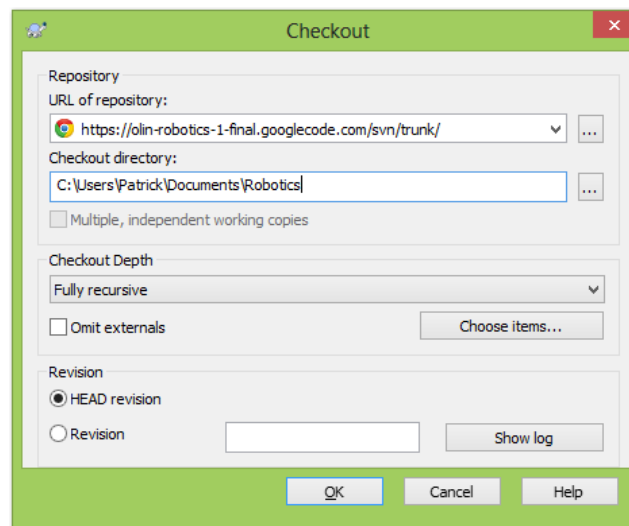 Checkout
Repository
URL of repository:
https://olin-robotics-1-final.googlecode.com/svn/trunk/
...
Checkout directory:
C:\Users\Patrick\Documents\Robotics
...
Multiple, independent working copies
Checkout Depth
Fully recursive
Omit externals
Choose items...
Revision
HEAD revision
Revision
Show log
OK
Cancel
Help